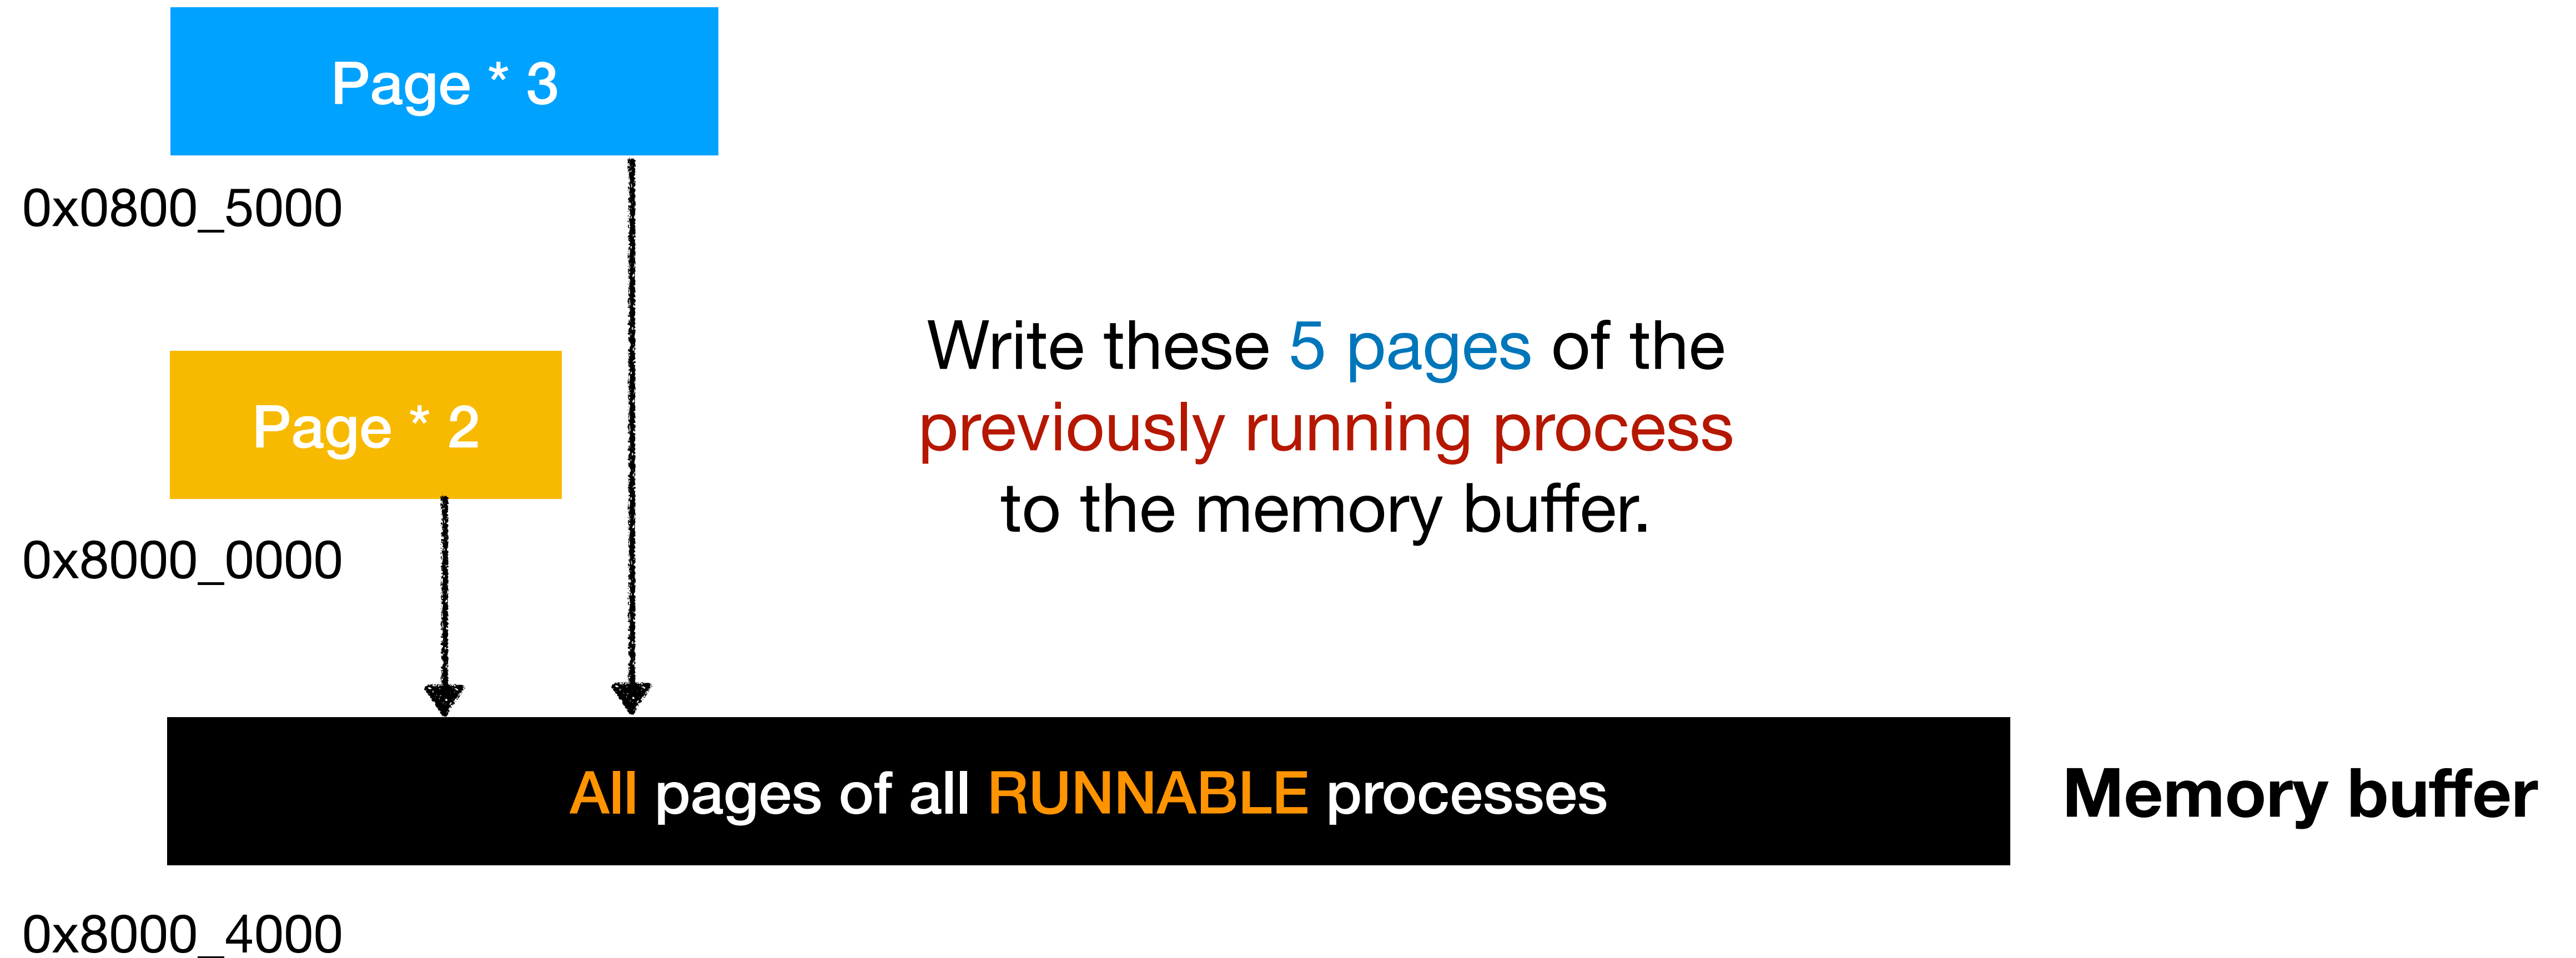 Page * 3
0x0800_5000
Write these 5 pages of the
previously running process
to the memory buffer.
Page * 2
0x8000_0000
All pages of all RUNNABLE processes
Memory buffer
0x8000_4000